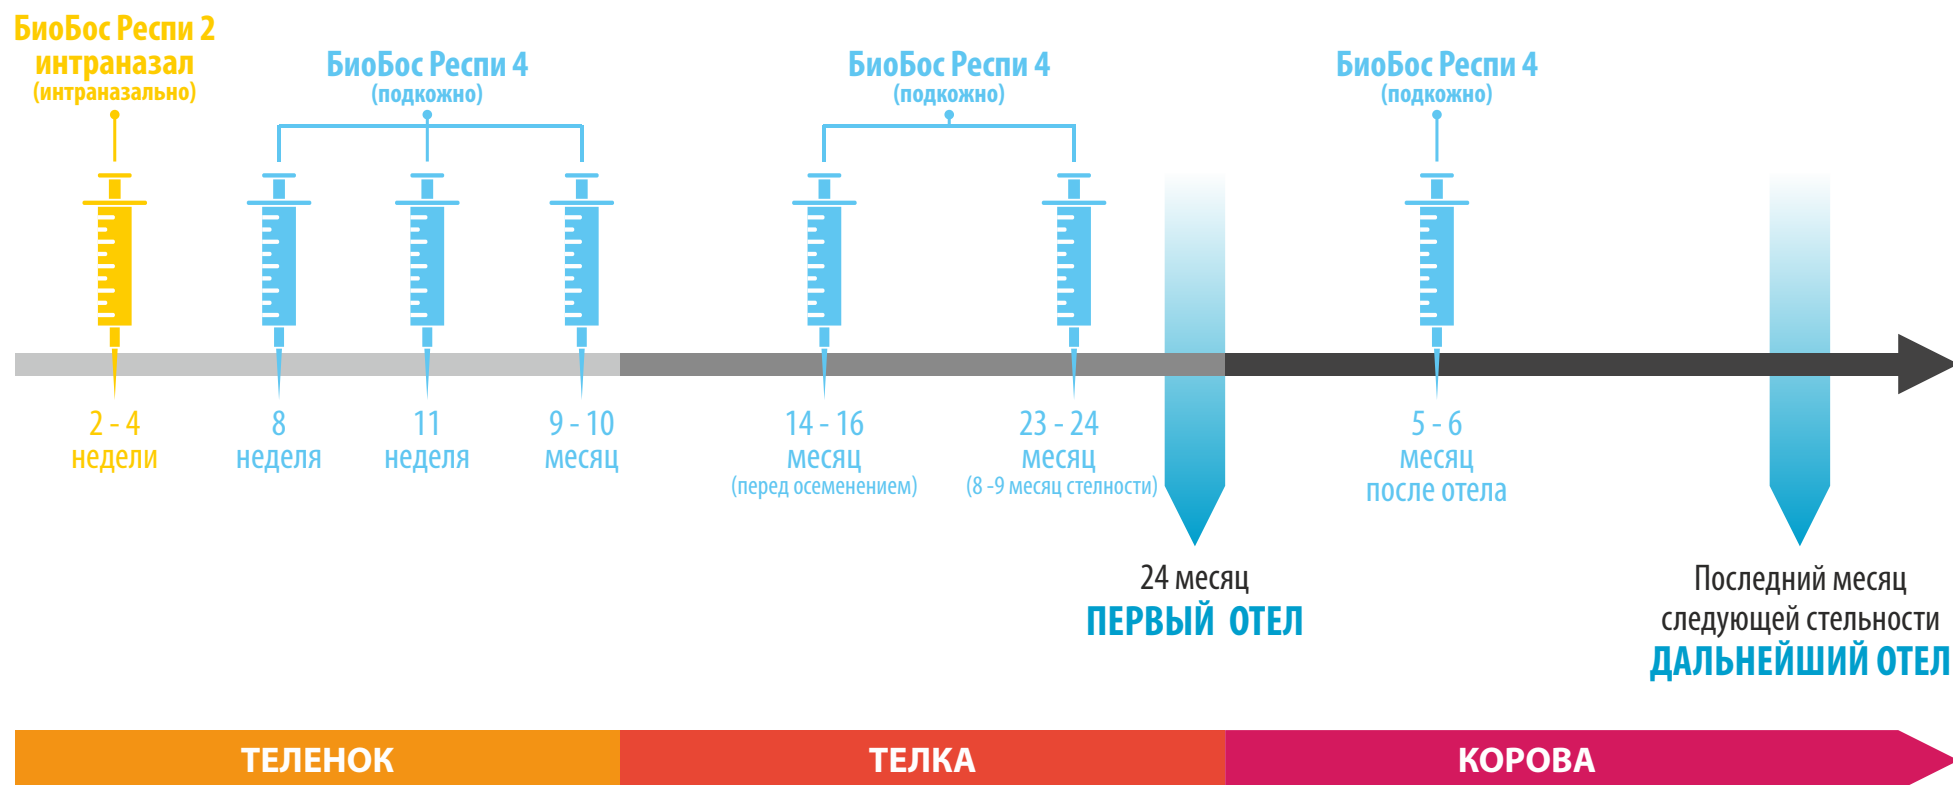 БиоБос Респи 2
интраназал
(интраназально)
БиоБос Респи 4
(подкожно)
БиоБос Респи 4
(подкожно)
БиоБос Респи 4
(подкожно)
2 - 4
недели
8
неделя
11
неделя
9 - 10
месяц
14 - 16
месяц
(перед осеменением)
23 - 24
месяц
(8 -9 месяц стелности)
5 - 6
месяц
после отела
24 месяц
ПЕРВЫЙ ОТЕЛ
Последний месяц
следующей стельности
ДАЛЬНЕЙШИЙ ОТЕЛ
ТЕЛЕНОК
ТЕЛКА
КОРОВА